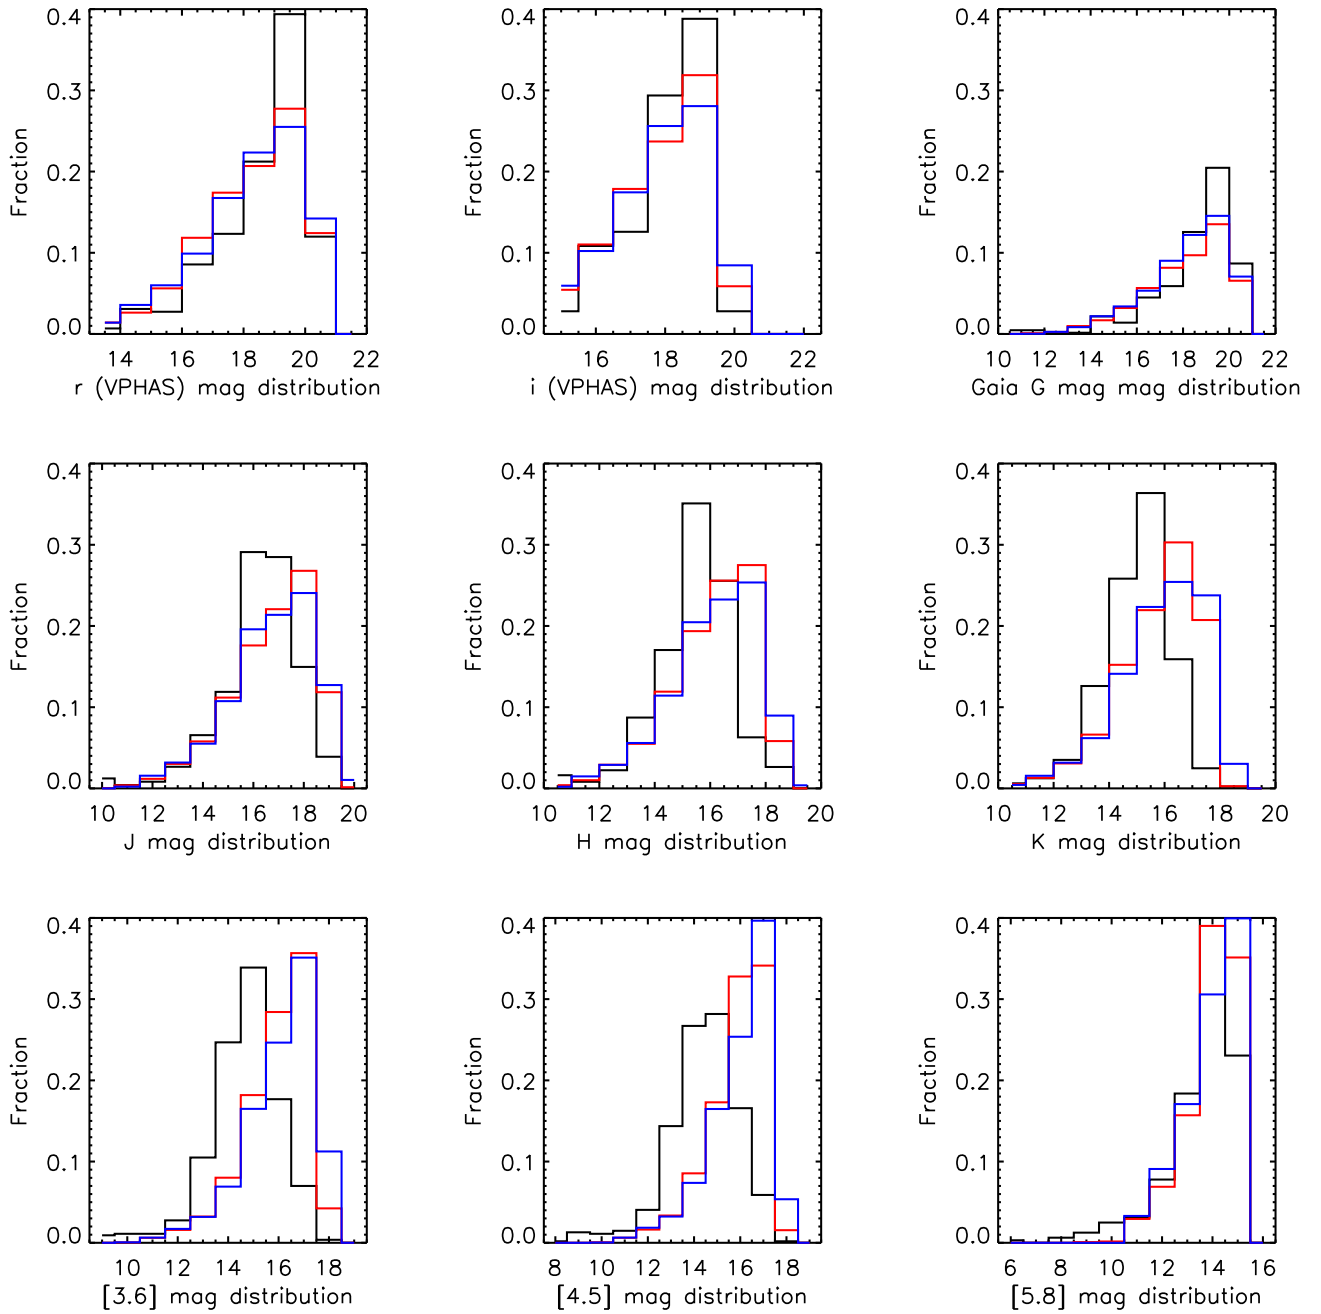 0.4
0.3
0.2
0.1
0.0
Fraction
14 16 18 20 22
r (VPHAS) mag distribution
0.4
0.3
0.2
0.1
0.0
Fraction
16 18 20 22
i (VPHAS) mag distribution
0.4
0.3
0.2
0.1
0.0
Fraction
10 12 14 16 18 20 22
Gaia G mag mag distribution
0.4
0.3
0.2
0.1
0.0
Fraction
10 12 14 16 18 20
J mag distribution
0.4
0.3
0.2
0.1
0.0
Fraction
10 12 14 16 18 20
H mag distribution
0.4
0.3
0.2
0.1
0.0
Fraction
10 12 14 16 18 20
K mag distribution
0.4
0.3
0.2
0.1
0.0
Fraction
10 12 14 16 18
[3.6] mag distribution
0.4
0.3
0.2
0.1
0.0
Fraction
8 10 12 14 16 18
[4.5] mag distribution
0.4
0.3
0.2
0.1
0.0
Fraction
6 8 10 12 14 16
[5.8] mag distribution